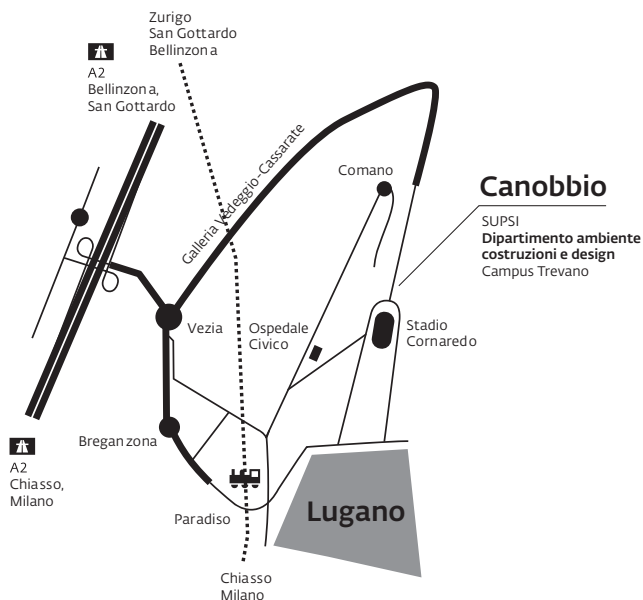 Zurigo
San Gottardo
Bellinzona
A2
Bellinzona,
San Gottardo
Galleria Vedeggio-Cassarate
Comano
Canobbio
SUPSI
Dipartimento ambiente
costruzioni e design
Campus Trevano
Vezia
Ospedale
Civico
Stadio
Cornaredo
Breganzona
A2
Chiasso,
Milano
Paradiso
Lugano
Chiasso
Milano